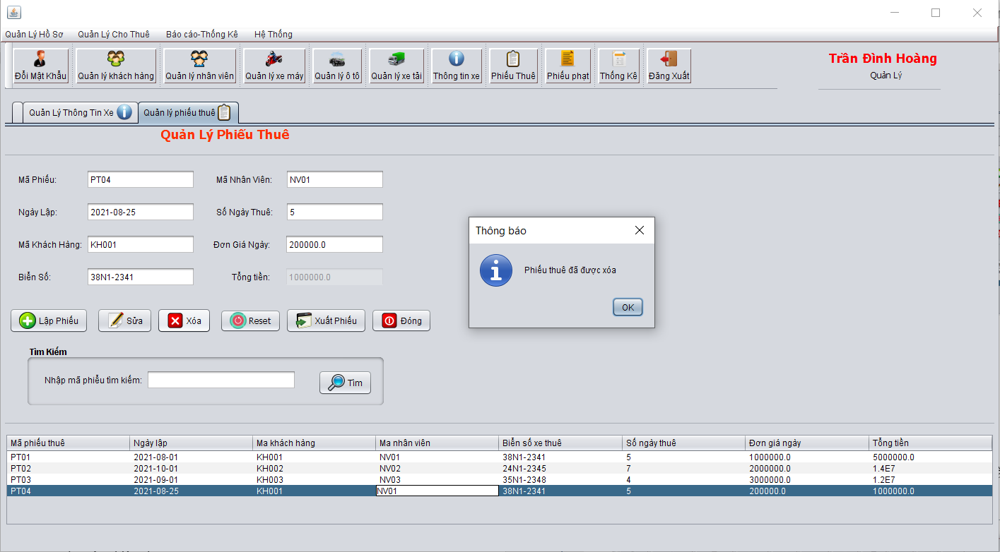 Quản Lý Hồ Sơ Quản Lý Cho Thuê Báo cáo-Thống Kê Hệ Thống
Đổi Mật Khẩu Quản lý khách hàng Quản lý nhân viên Quản lý xe máy Quản lý ô tô Quản lý xe tải Thông tin xe Phiếu Thuê Phiếu phạt Thống Kê Đăng Xuất
Trần Đình Hoàng
Quản Lý
Quản Lý Thông Tin Xe Quản lý phiếu thuê
Quản Lý Phiếu Thuê
Mã Phiếu: PT04 Mã Nhân Viên: NV01
Ngày Lập: 2021-08-25 Số Ngày Thuê: 5
Mã Khách Hàng: KH001 Đơn Giá Ngày: 200000.0
Biển Số: 38N1-2341 Tổng tiền: 1000000.0
Thông báo
Phiếu thuê đã được xóa
OK
Lập Phiếu Sửa Xóa Reset Xuất Phiếu Đóng
Tìm Kiếm
Nhập mã phiểu tìm kiếm: Tìm
Mã phiếu thuê Ngày lập Ma khách hàng Ma nhân viên Biển số xe thuê Số ngày thuê Đơn giá ngày Tổng tiền
PT01 2021-08-01 KH001 NV01 38N1-2341 5 1000000.0 5000000.0
PT02 2021-10-01 KH002 NV02 24N1-2345 7 2000000.0 1.4E7
PT03 2021-09-01 KH003 NV03 35N1-2348 4 3000000.0 1.2E7
PT04 2021-08-25 KH001 NV01 38N1-2341 5 200000.0 1000000.0